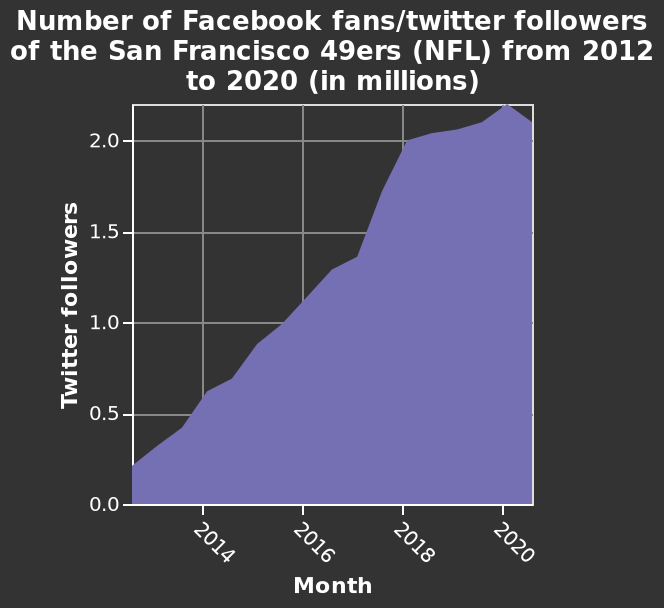 Number of Facebook fans/twitter followers
of the San Francisco 49ers (NFL) from 2012
to 2020 (in millions)
2.0
1.5
1.0
0.5
0.0
Twitter followers
2014
2016
2018
2020
Month